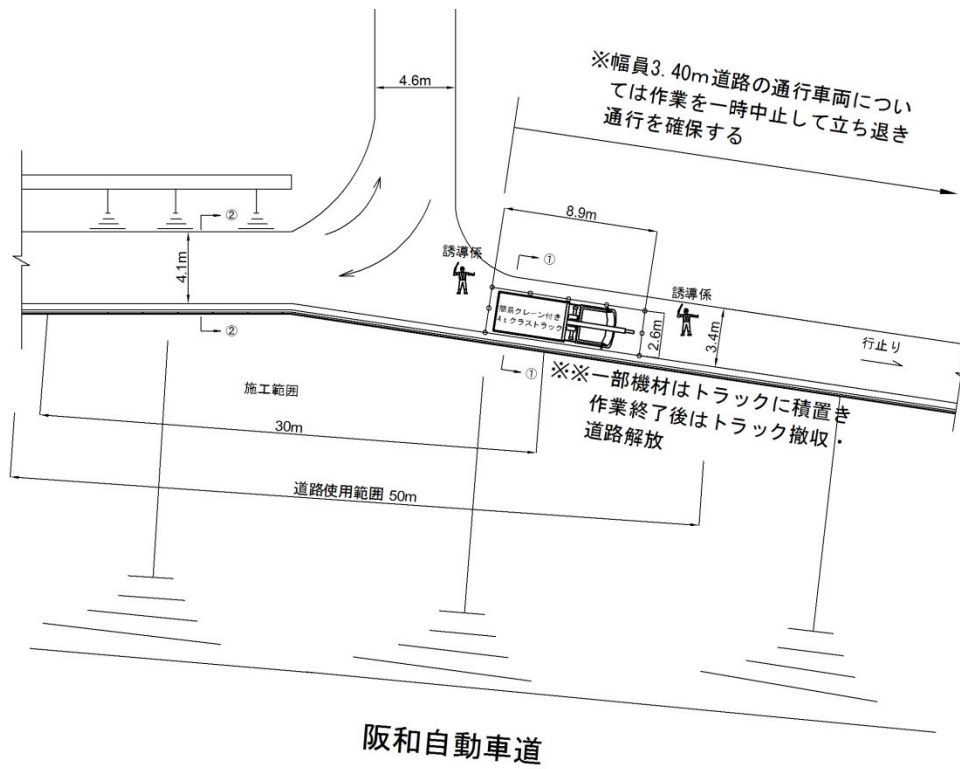 4.6m
※幅員3.40m道路の通行車両につい
ては作業を一時中止して立ち退き
通行を確保する
8.9m
②
①
誘導係
4.1m
誘導係
簡易クレーン付き
4ｔクラストラック
2.6m
3.4m
行止り
②
①
※※一部機材はトラックに積置き
作業終了後はトラック撤収・
道路解放
施工範囲
30m
道路使用範囲 50m
阪和自動車道